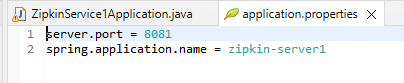 ZipkinService1Application.java application.properties
1 server.port = 8081
2 spring.application.name = zipkin-server1